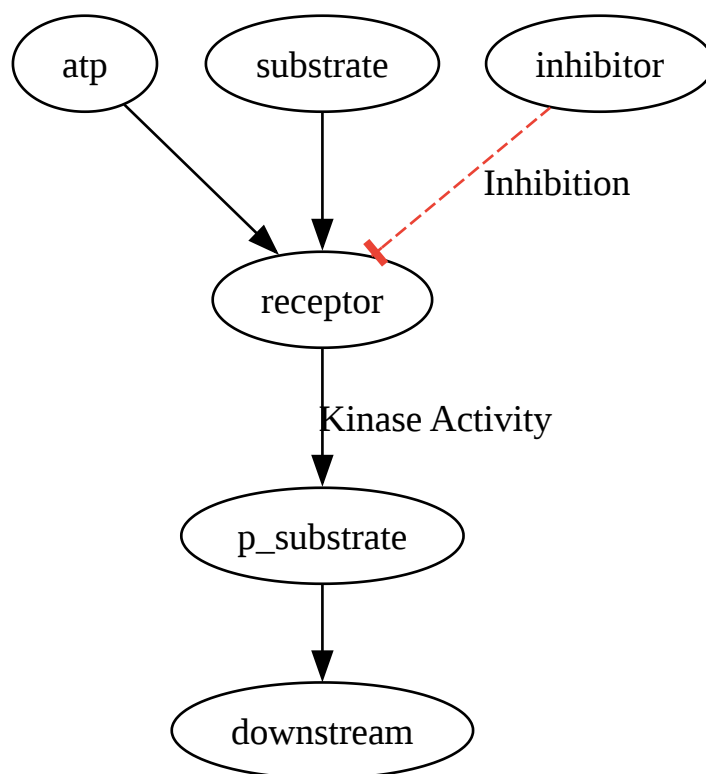 atp
substrate
inhibitor
Inhibition
receptor
Kinase Activity
p_substrate
downstream